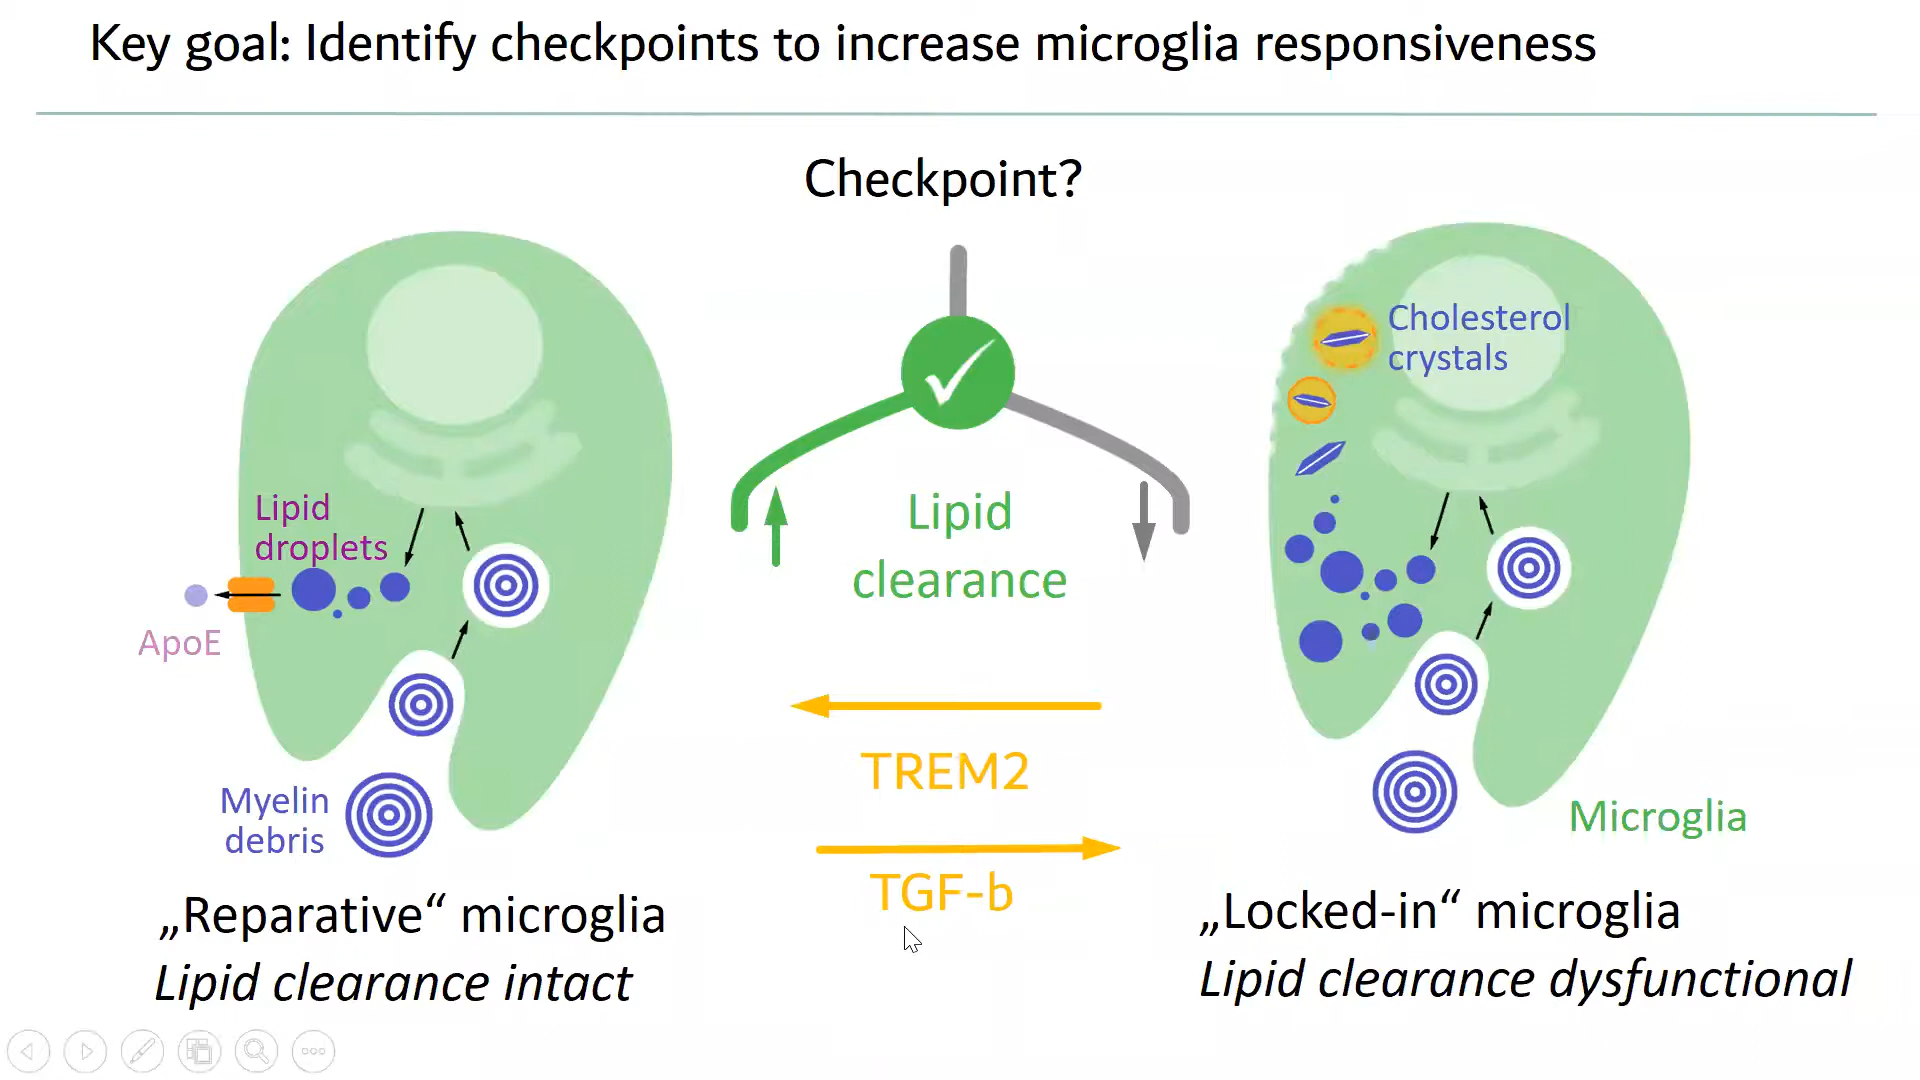 Key goal: Identify checkpoints to increase microglia responsiveness
Checkpoint?
Cholesterol
crystals
Lipid
droplets
Lipid
clearance
ApoE
TREM2
Myelin
debris
Microglia
TGF-b
„Reparative“ microglia
Lipid clearance intact
„Locked-in“ microglia
Lipid clearance dysfunctional